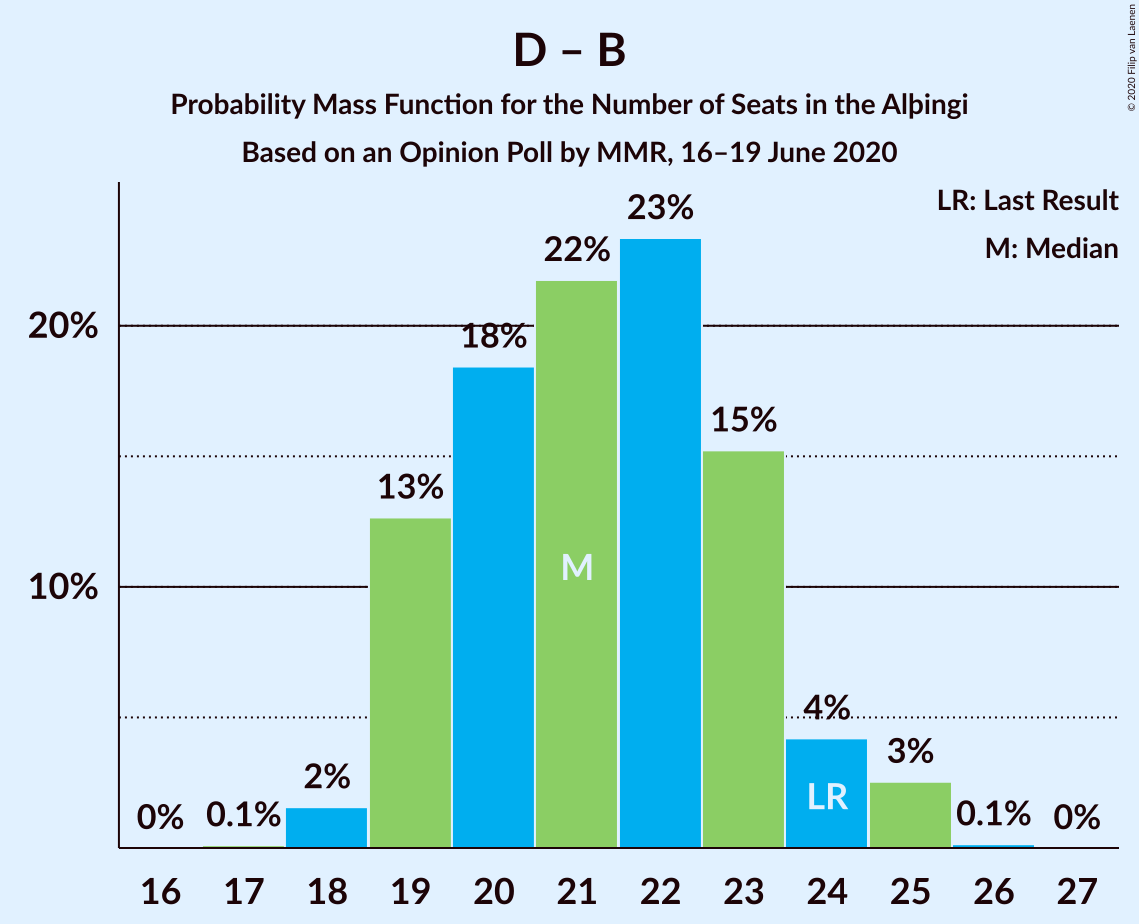 D – B
Probability Mass Function for the Number of Seats in the Alþingi
Based on an Opinion Poll by MMR, 16–19 June 2020
© 2020 Filip van Laenen
LR: Last Result
M: Median
20%
10%
0%
0.1%
2%
13%
18%
22%
23%
15%
4%
3%
0.1%
0%
M
LR
16 17 18 19 20 21 22 23 24 25 26 27